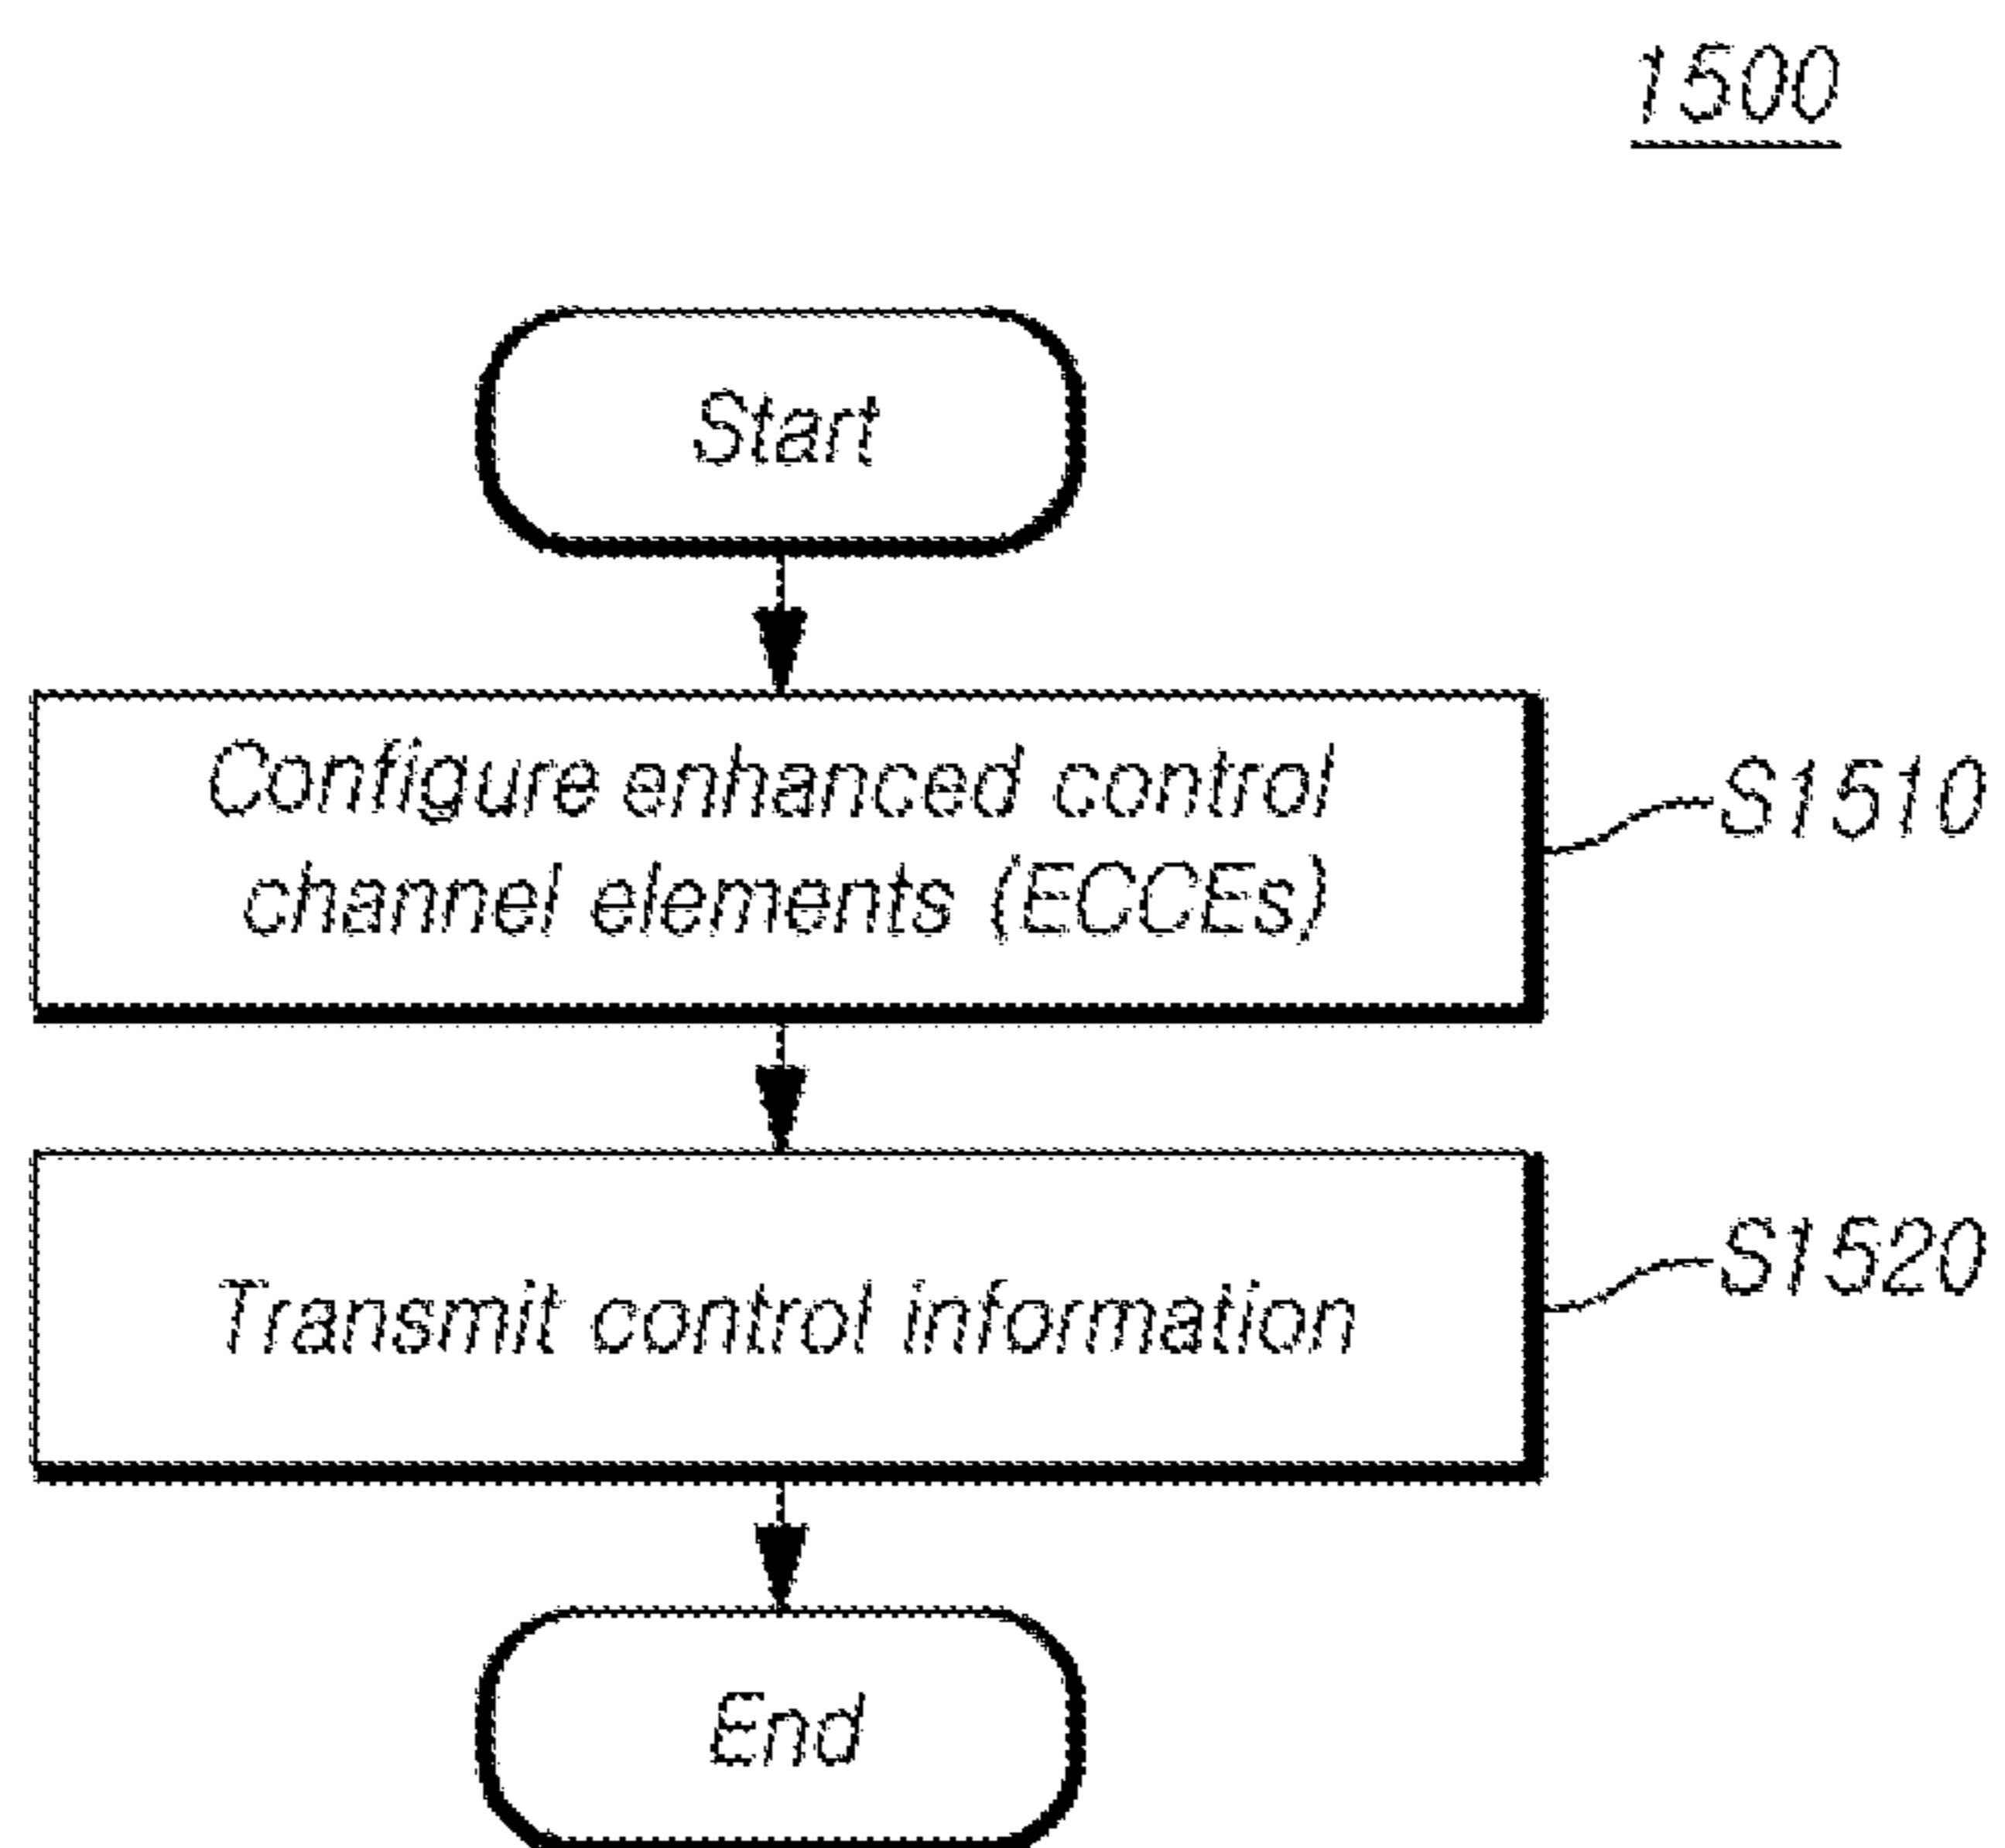 1500
Start
Configure enhanced control
channel elements (ECCEs)
S1510
Transmit control information
S1520
End